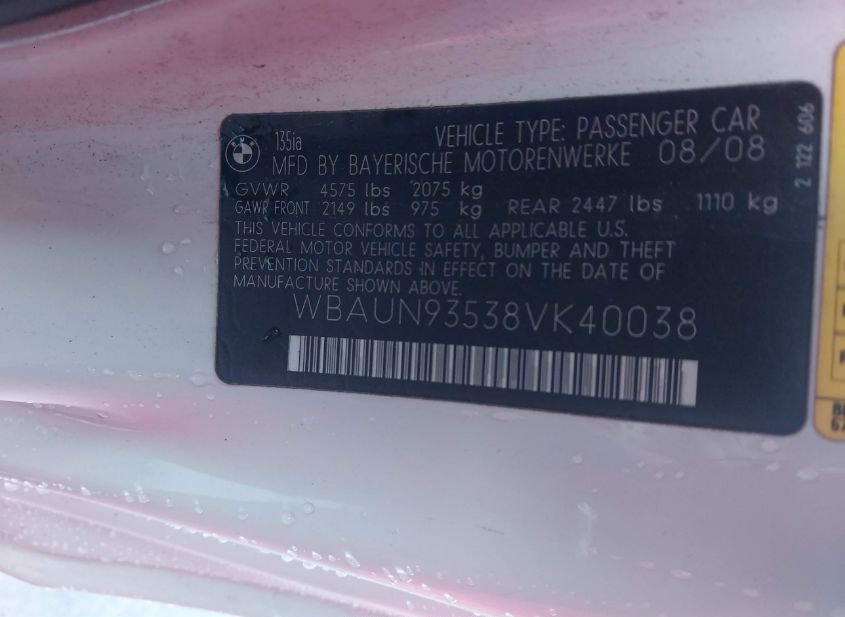 BMW
135ia
VEHICLE TYPE: PASSENGER CAR
MFD BY BAYERISCHE MOTORENWERKE 08/08
GVWR 4575 lbs 2075 kg
GAWR FRONT 2149 lbs 975 kg REAR 2447 lbs 1110 kg
THIS VEHICLE CONFORMS TO ALL APPLICABLE U.S.
FEDERAL MOTOR VEHICLE SAFETY, BUMPER AND THEFT
PREVENTION STANDARDS IN EFFECT ON THE DATE OF
MANUFACTURE SHOWN ABOVE.
WBAUN93538VK40038
2 122 606